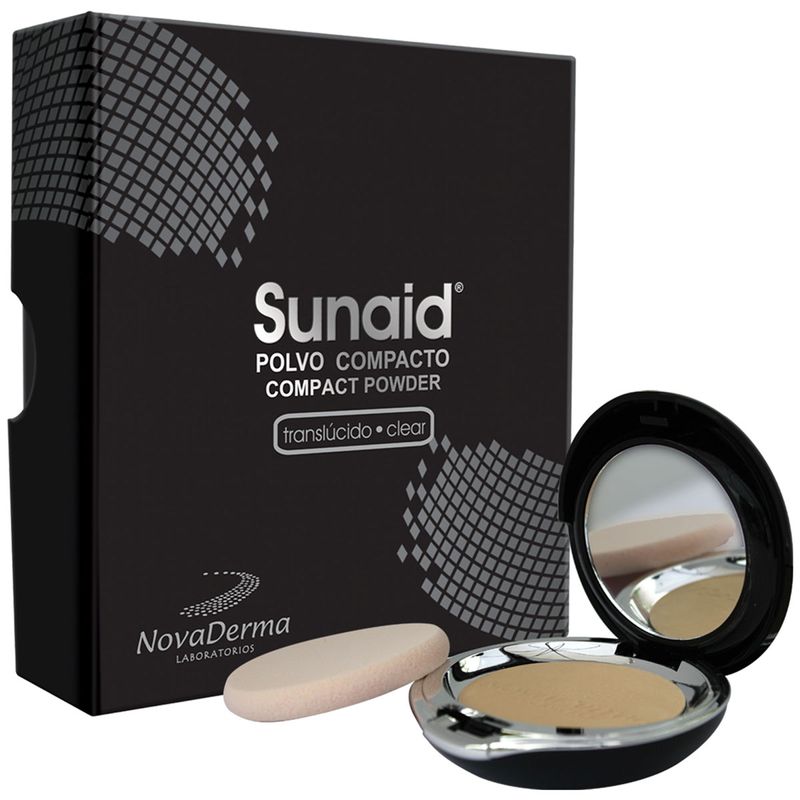 Sunaid®
POLVO COMPACTO
COMPACT POWDER
translúcido • clear
NovaDerma
LABORATORIOS